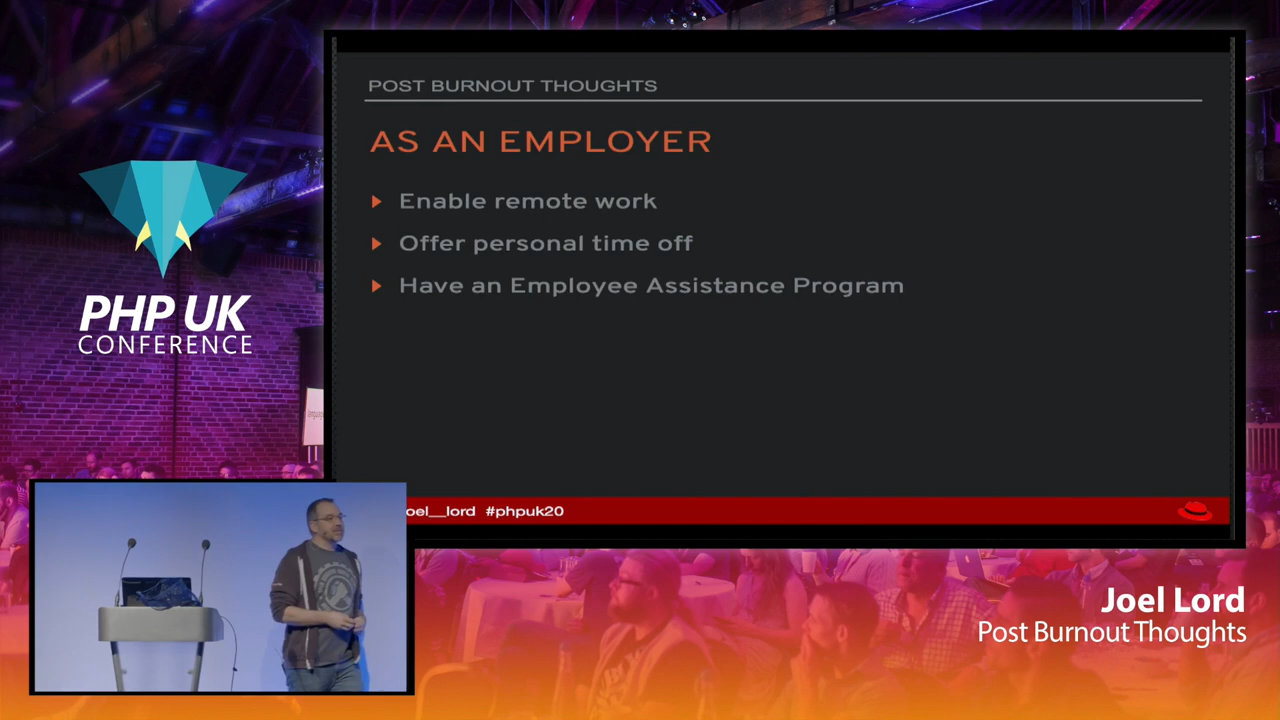 POST BURNOUT THOUGHTS
AS AN EMPLOYER
Enable remote work
Offer personal time off
Have an Employee Assistance Program
PHP UK
CONFERENCE
oel__lord #phpuk20
Joel Lord
Post Burnout Thoughts